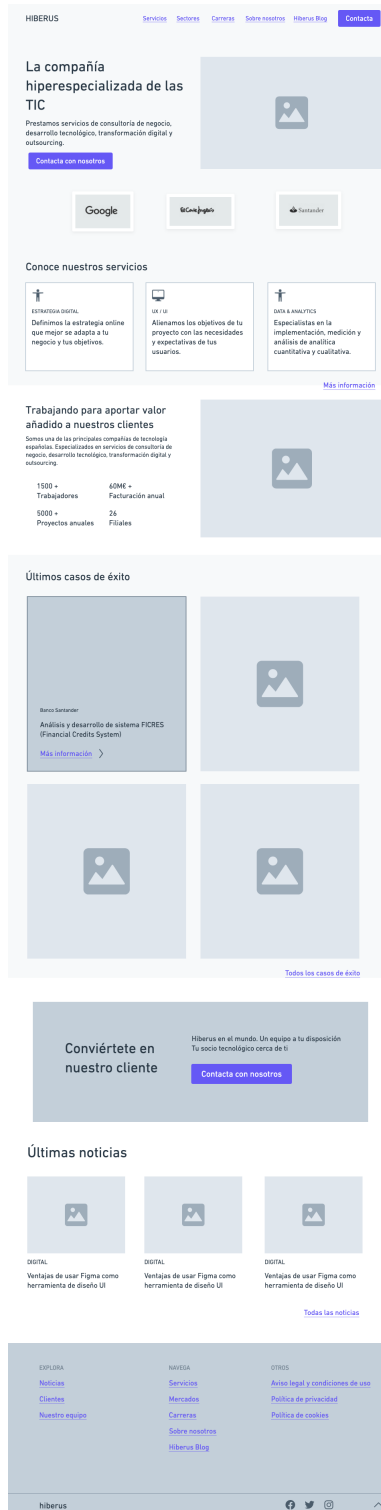 HIBERUS
Servicios Sectores Carreras Sobre nosotros Hiberus Blog Contacta
La compañía
hiperespecializada de las
TIC
Prestamos servicios de consultoría de negocio,
desarrollo tecnológico, transformación digital y
outsourcing.
Contacta con nosotros
Google
El Corte Inglés
Santander
Conoce nuestros servicios
ESTRATEGIA DIGITAL
Definimos la estrategia online
que mejor se adapta a tu
negocio y tus objetivos.
UX / UI
Alienamos los objetivos de tu
proyecto con las necesidades
y expectativas de tus
usuarios.
DATA & ANALYTICS
Especialistas en la
implementación, medición y
análisis de analítica
cuantitativa y cualitativa.
Más información
Trabajando para aportar valor
añadido a nuestros clientes
Somos una de las principales compañías de tecnología
españolas. Especializados en servicios de consultoría de
negocio, desarrollo tecnológico, transformación digital y
outsourcing.
1500 +
Trabajadores
60M€ +
Facturación anual
5000 +
Proyectos anuales
26
Filiales
Últimos casos de éxito
Banco Santander
Análisis y desarrollo de sistema FICRES
(Financial Credits System)
Más información
Todos los casos de éxito
Conviértete en
nuestro cliente
Hiberus en el mundo. Un equipo a tu disposición
Tu socio tecnológico cerca de ti
Contacta con nosotros
Últimas noticias
DIGITAL
Ventajas de usar Figma como
herramienta de diseño UI
DIGITAL
Ventajas de usar Figma como
herramienta de diseño UI
DIGITAL
Ventajas de usar Figma como
herramienta de diseño UI
Todas las noticias
EXPLORA
Noticias
Clientes
Nuestro equipo
NAVEGA
Servicios
Mercados
Carreras
Sobre nosotros
Hiberus Blog
OTROS
Aviso legal y condiciones de uso
Política de privacidad
Política de cookies
hiberus